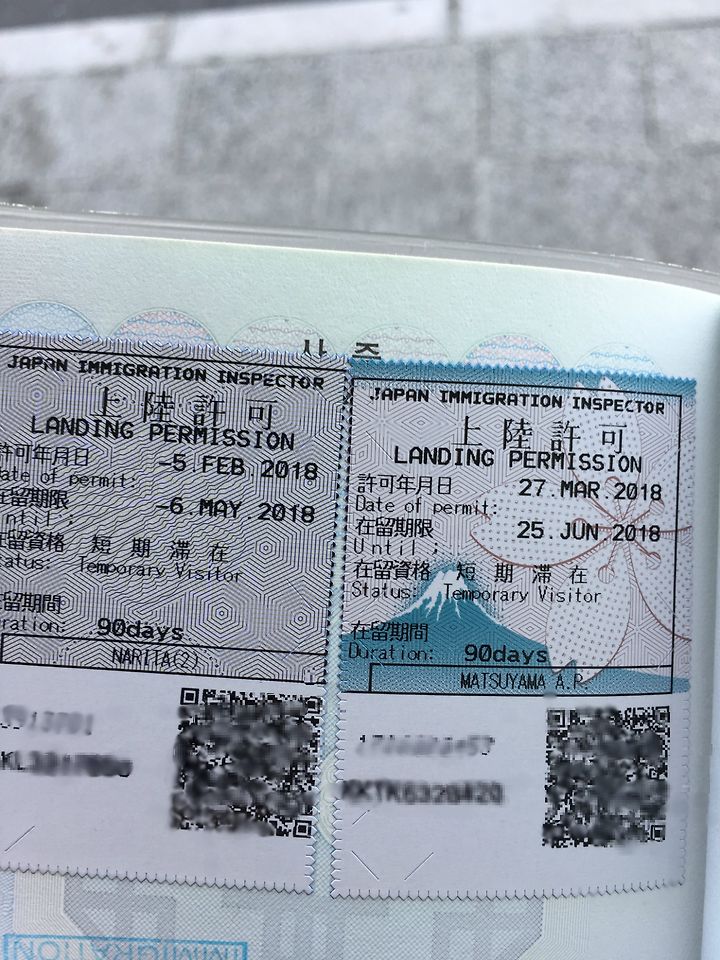 사 즈
JAPAN IMMIGRATION INSPECTOR
上陸許可
LANDING PERMISSION
許可年月日 -5 FEB 2018
Date of permit:
在留期限 -6.MAY.2018
Until :
在留資格 短期滞在
Status: Temporary Visitor
在留期間
Duration: 90days
NARITA(2)
JAPAN IMMIGRATION INSPECTOR
上陸許可
LANDING PERMISSION
許可年月日 27.MAR.2018
Date of permit:
在留期限 25.JUN.2018
Until :
在留資格 短期滞在
Status: Temporary Visitor
在留期間
Duration: 90days
MATSUYAMA A.P.
IMMIGRATION